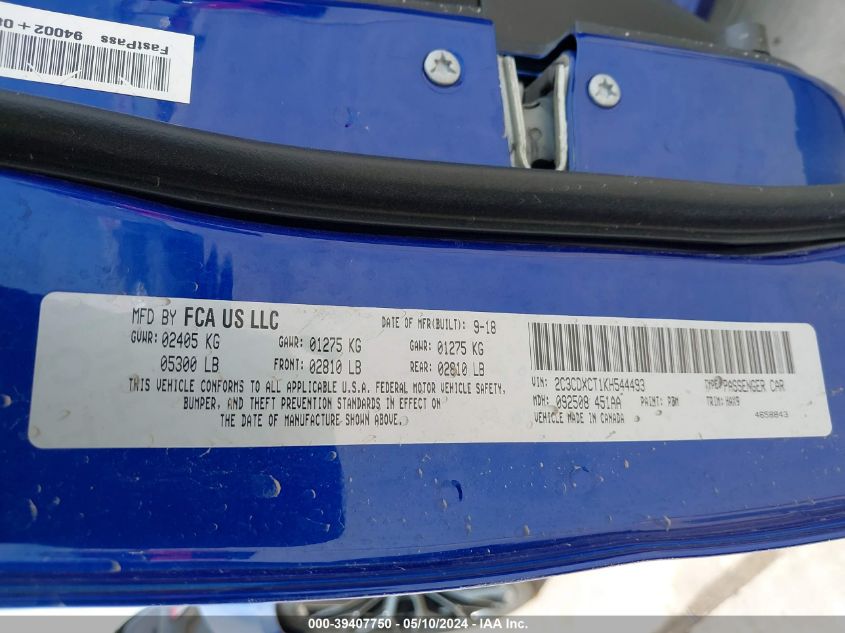 FastPass 94002 + 08
MFD BY FCA US LLC
DATE OF MFR(BUILT): 9-18
GVWR: 02405 KG GAWR: 01275 KG GAWR: 01275 KG
05300 LB FRONT: 02810 LB REAR: 02810 LB
THIS VEHICLE CONFORMS TO ALL APPLICABLE U.S.A. FEDERAL MOTOR VEHICLE SAFETY,
BUMPER, AND THEFT PREVENTION STANDARDS IN EFFECT ON
THE DATE OF MANUFACTURE SHOWN ABOVE.
VIN: 2C3CDXCT1KH544493 TYPE: PASSENGER CAR
MDH: 092508 451AA PAINT: PBM TRIM: HAX9
VEHICLE MADE IN CANADA 4658843
000-39407750 — 05/10/2024 — IAA Inc.